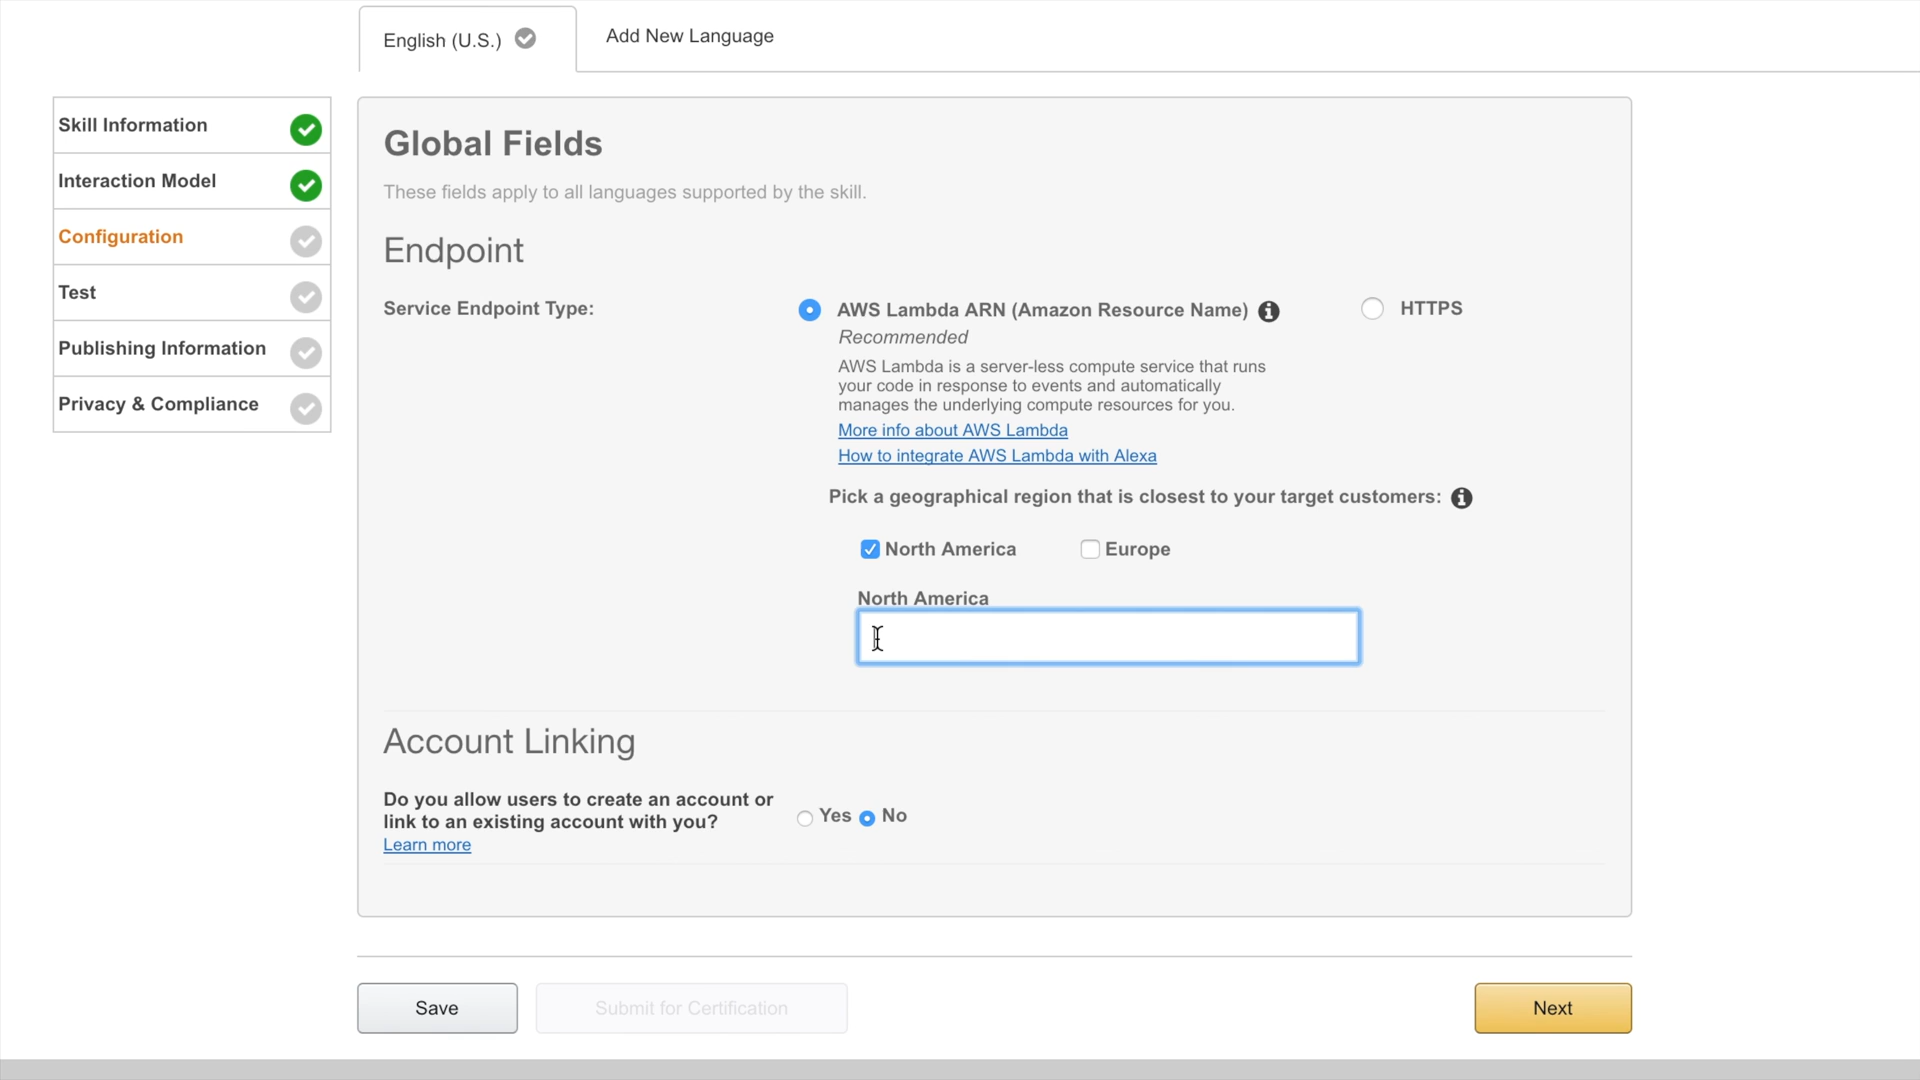 English (U.S.)
Add New Language
Skill Information
Interaction Model
Configuration
Test
Publishing Information
Privacy & Compliance
Global Fields
These fields apply to all languages supported by the skill.
Endpoint
Service Endpoint Type:
AWS Lambda ARN (Amazon Resource Name)
HTTPS
Recommended
AWS Lambda is a server-less compute service that runs
your code in response to events and automatically
manages the underlying compute resources for you.
More info about AWS Lambda
How to integrate AWS Lambda with Alexa
Pick a geographical region that is closest to your target customers:
North America
Europe
North America
Account Linking
Do you allow users to create an account or
link to an existing account with you?
Yes
No
Learn more
Save
Submit for Certification
Next